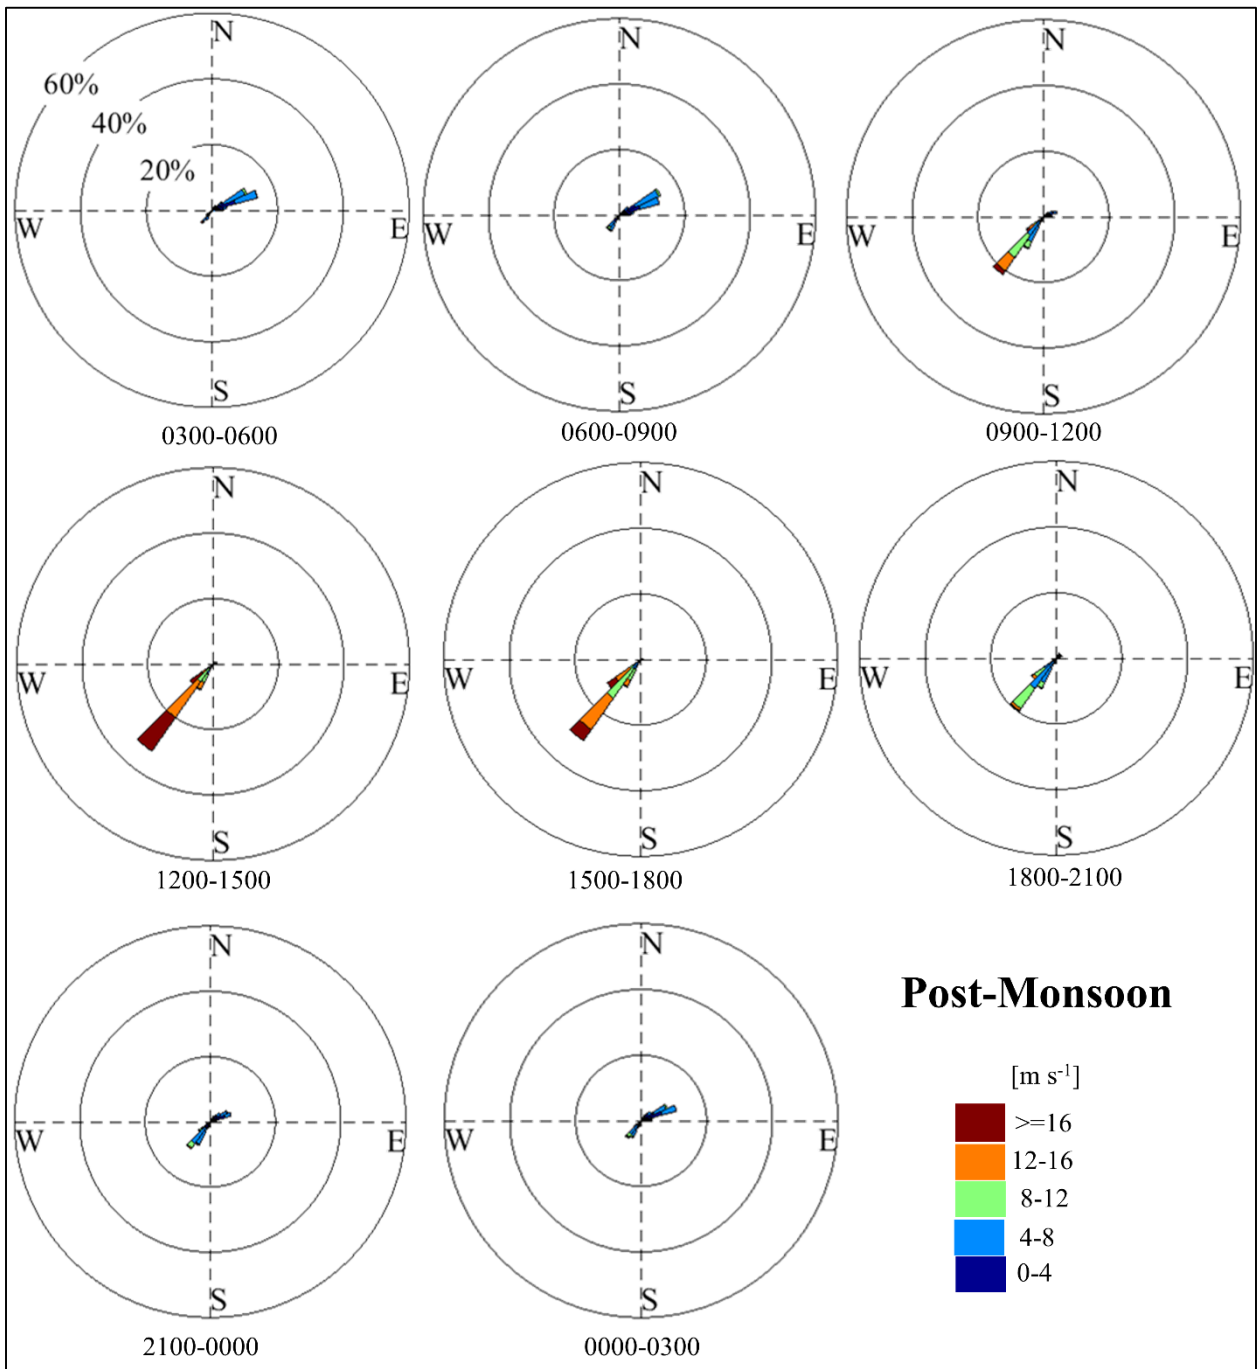 N
60%
40%
20%
W
E
S
0300-0600
N
W
E
S
0600-0900
N
W
E
S
0900-1200
N
W
E
S
1200-1500
N
W
E
S
1500-1800
N
W
E
S
1800-2100
N
W
E
S
2100-0000
N
W
E
S
0000-0300
Post-Monsoon
[m s-1]
>=16
12-16
8-12
4-8
0-4